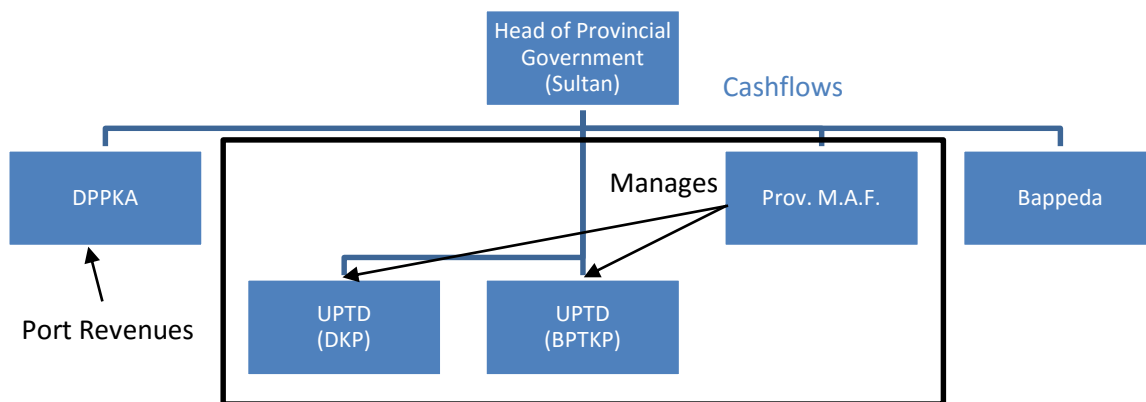 Head of Provincial
Government
(Sultan)
Cashflows
DPPKA
Manages
Prov. M.A.F.
Bappeda
Port Revenues
UPTD
(DKP)
UPTD
(BPTKP)